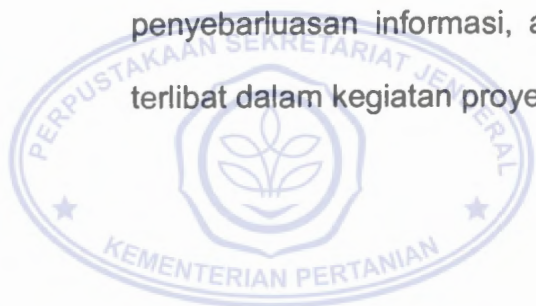 penyebarluasan informasi, a
terlibat dalam kegiatan proye
PERPUSTAKAAN SEKRETARIAT JENDERAL
KEMENTERIAN PERTANIAN